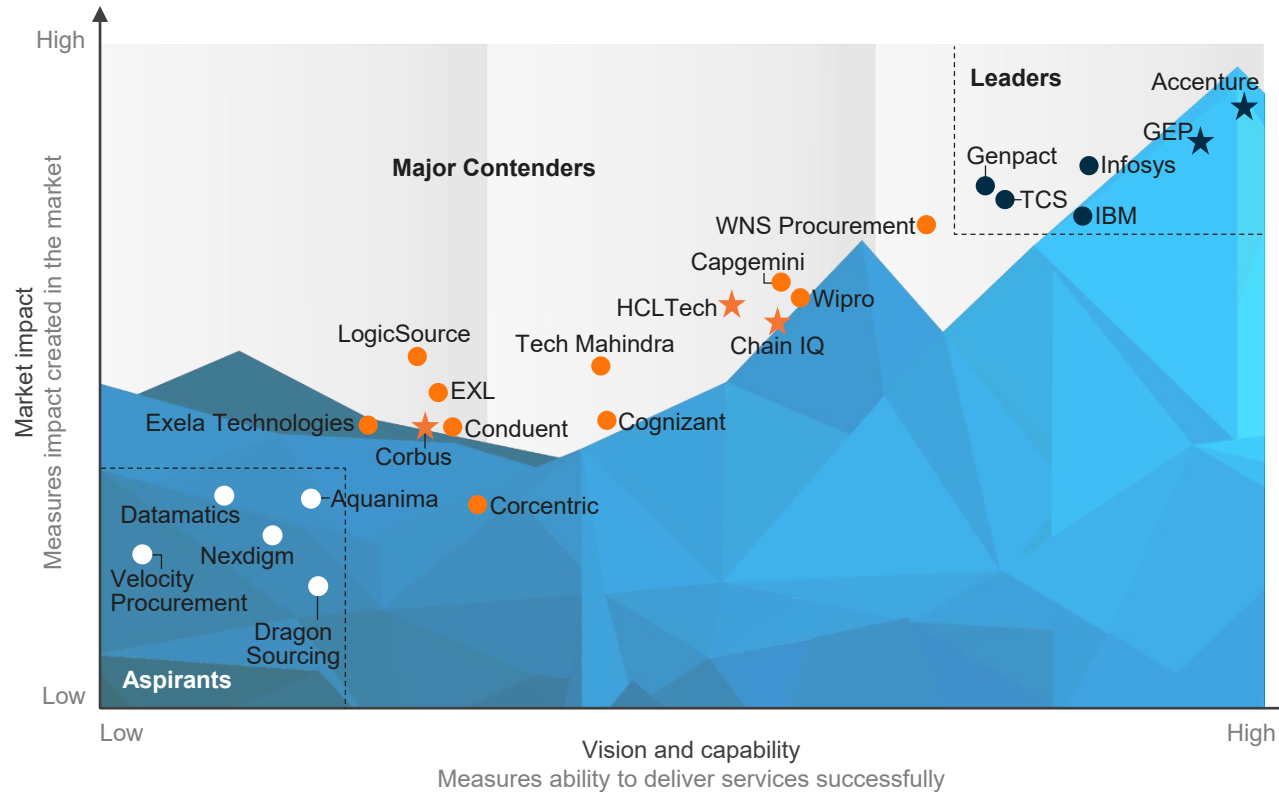 High
Leaders
Accenture
GEP
Genpact
Infosys
Major Contenders
TCS
IBM
WNS Procurement
Capgemini
HCLTech
Wipro
LogicSource
Tech Mahindra
Chain IQ
EXL
Exela Technologies
Conduent
Cognizant
Corbus
Aquanima
Corcentric
Datamatics
Nexdigm
Velocity
Procurement
Dragon
Sourcing
Aspirants
Market impact
Measures impact created in the market
Low
Low
High
Vision and capability
Measures ability to deliver services successfully